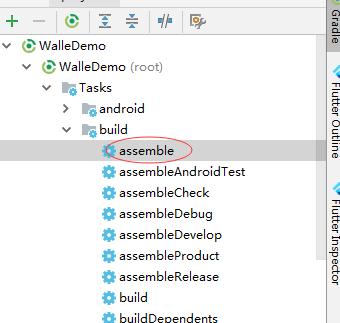 WalleDemo
WalleDemo (root)
Tasks
android
build
assemble
assembleAndroidTest
assembleCheck
assembleDebug
assembleDevelop
assembleProduct
assembleRelease
build
buildDependents
Gradle
Flutter Outline
Flutter Inspector